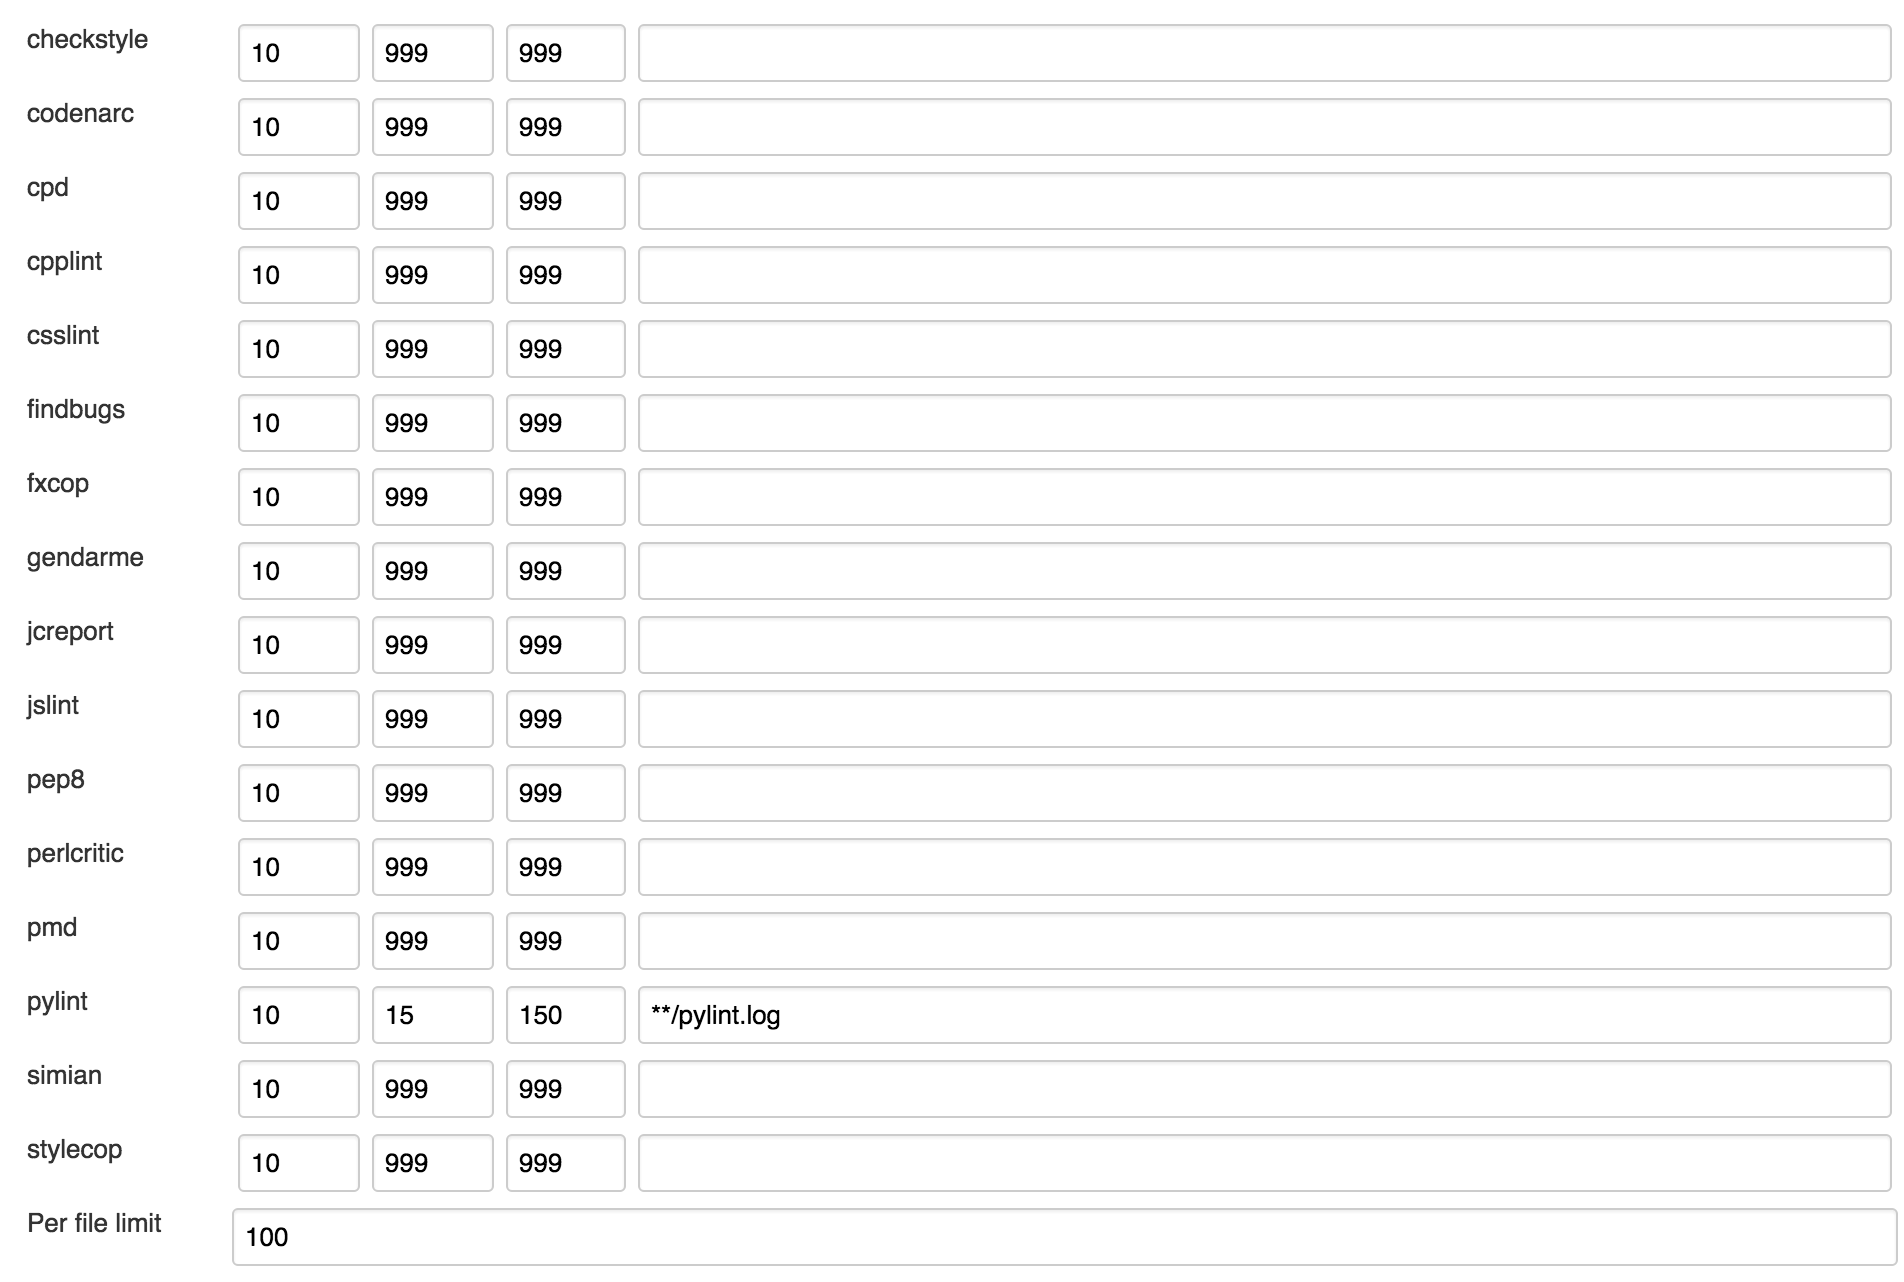 checkstyle 10 999 999
codenarc 10 999 999
cpd 10 999 999
cpplint 10 999 999
csslint 10 999 999
findbugs 10 999 999
fxcop 10 999 999
gendarme 10 999 999
jcreport 10 999 999
jslint 10 999 999
pep8 10 999 999
perlcritic 10 999 999
pmd 10 999 999
pylint 10 15 150 **/pylint.log
simian 10 999 999
stylecop 10 999 999
Per file limit 100